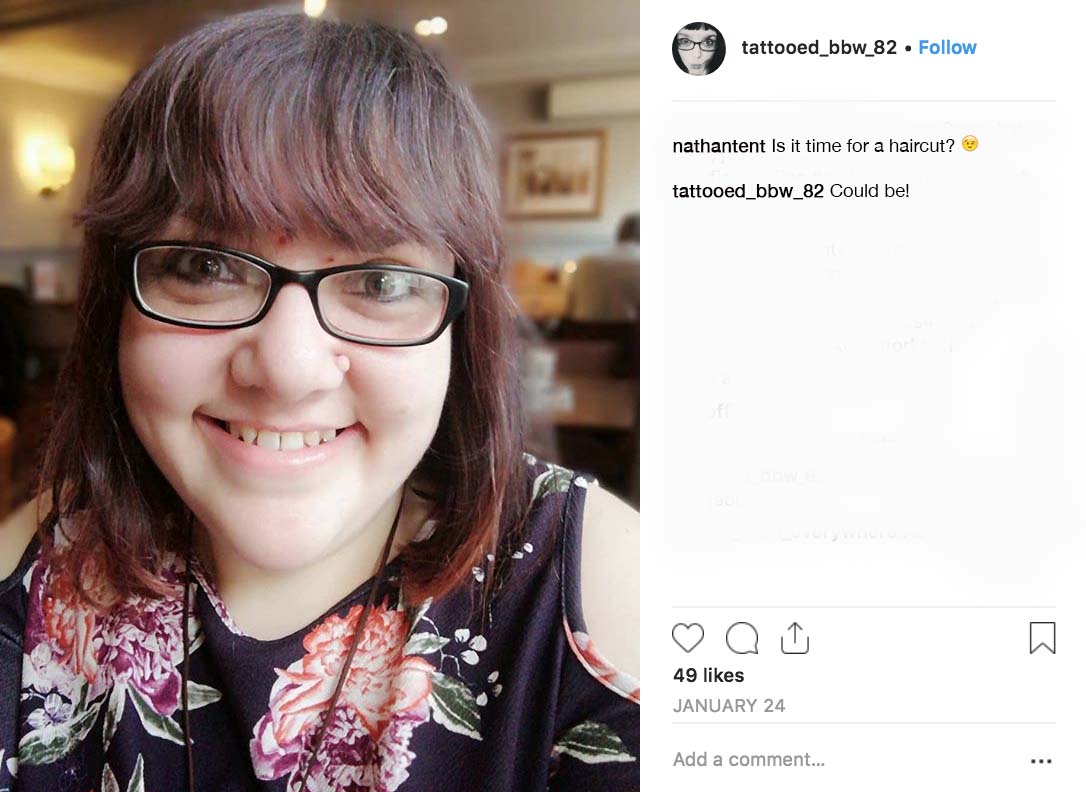 tattooed_bbw_82 • Follow
nathantent Is it time for a haircut? 😉
tattooed_bbw_82 Could be!
49 likes
JANUARY 24
Add a comment...